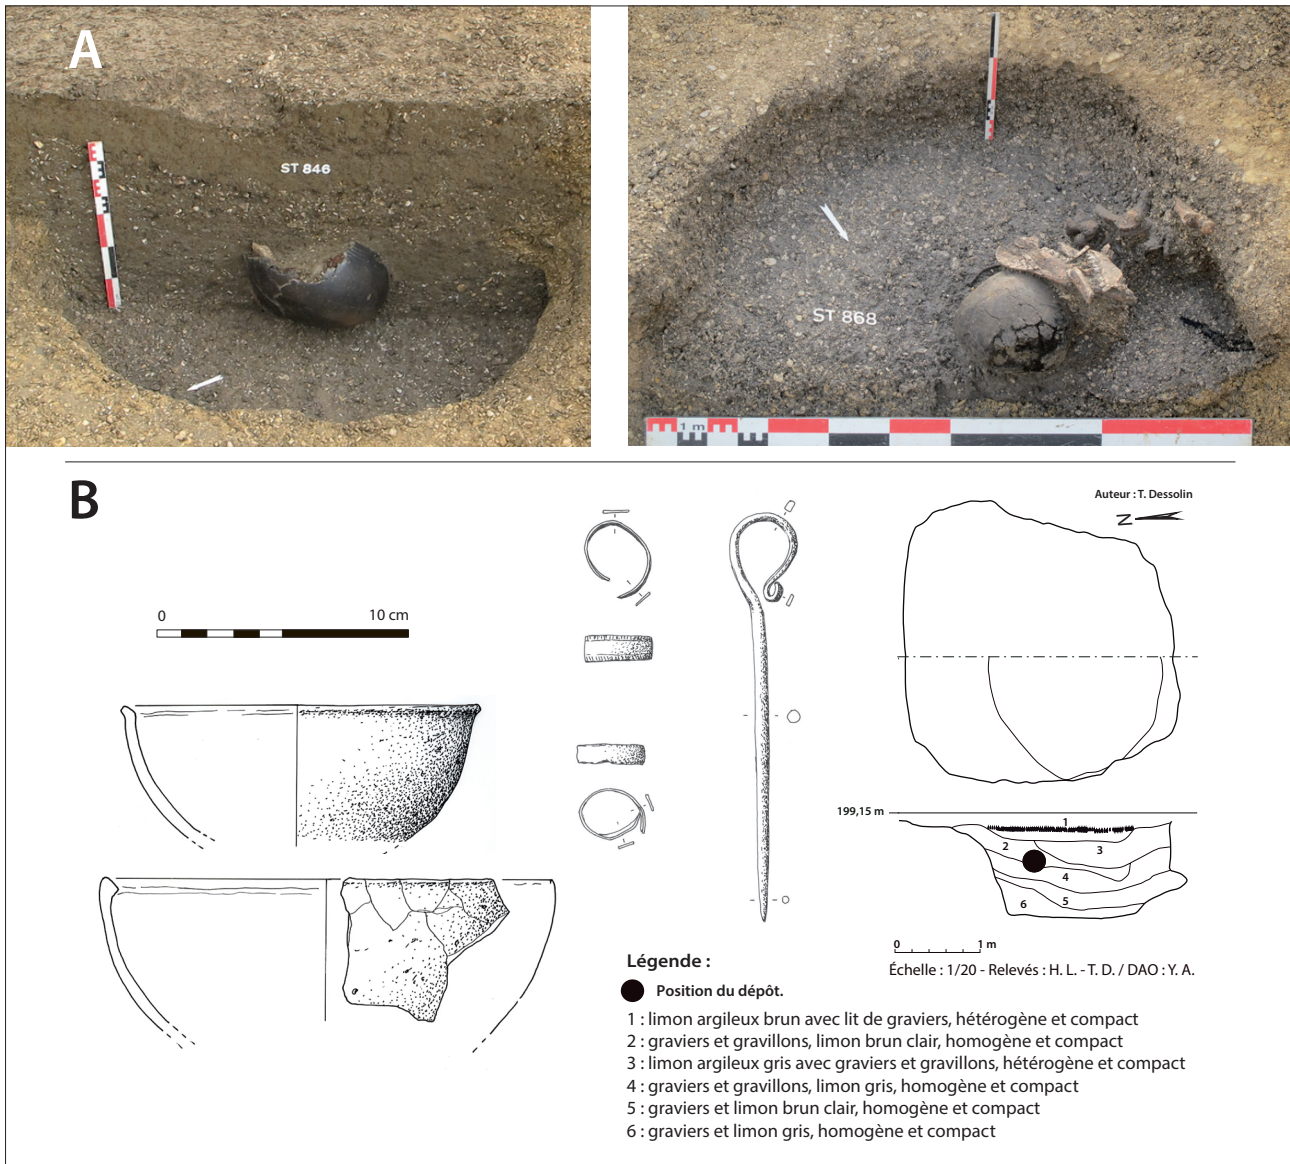 A
ST 846
ST 868
1 m
B
Auteur : T. Dessolin
N
0 10 cm
199,15 m
1
2
3
4
5
6
0 1 m
Échelle : 1/20 - Relevés : H. L. - T. D. / DAO : Y. A.
Légende :
Position du dépôt.
1 : limon argileux brun avec lit de graviers, hétérogène et compact
2 : graviers et gravillons, limon brun clair, homogène et compact
3 : limon argileux gris avec graviers et gravillons, hétérogène et compact
4 : graviers et gravillons, limon gris, homogène et compact
5 : graviers et limon brun clair, homogène et compact
6 : graviers et limon gris, homogène et compact